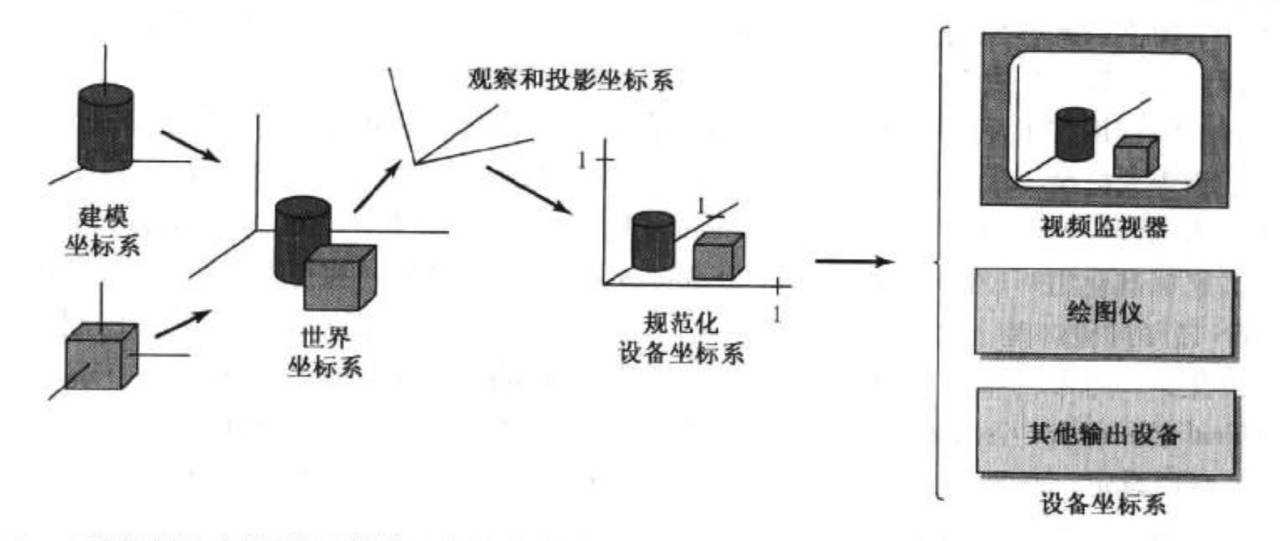 建模
坐标系
世界
坐标系
观察和投影坐标系
1
1
1
规范化
设备坐标系
视频监视器
绘图仪
其他输出设备
设备坐标系